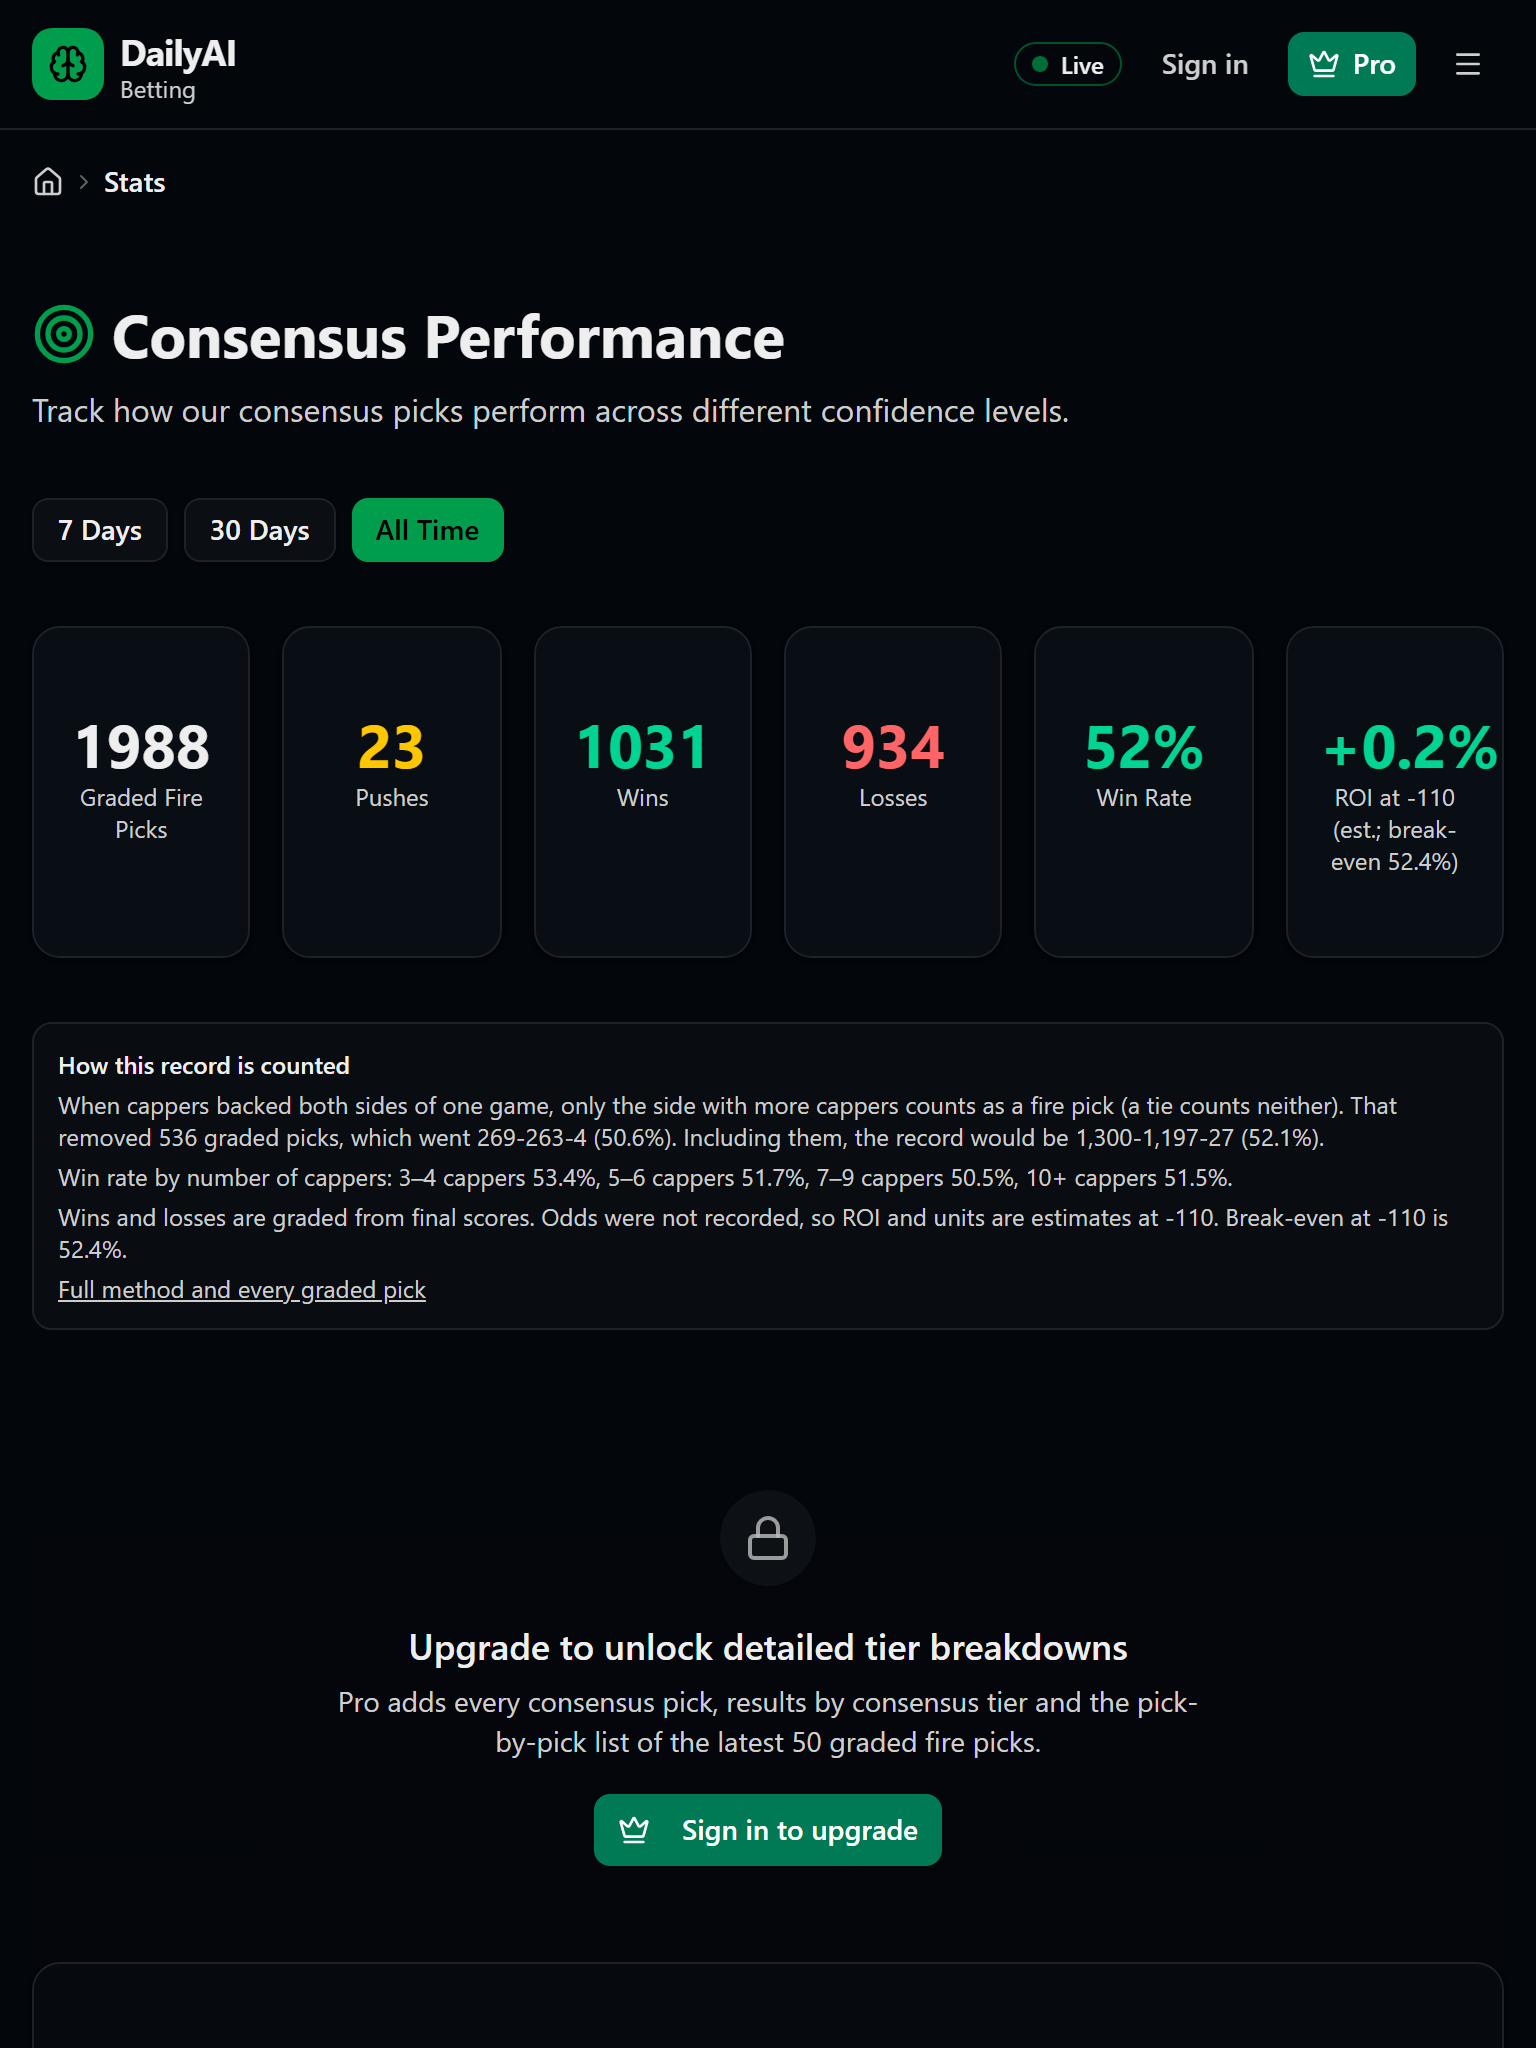 DailyAI
Betting
Live
Sign in
Pro
Stats
Consensus Performance
Track how our consensus picks perform across different confidence levels.
7 Days
30 Days
All Time
1988
Graded Fire
Picks
23
Pushes
1031
Wins
934
Losses
52%
Win Rate
+0.2%
ROI at -110
(est.; break-
even 52.4%)
How this record is counted
When cappers backed both sides of one game, only the side with more cappers counts as a fire pick (a tie counts neither). That
removed 536 graded picks, which went 269-263-4 (50.6%). Including them, the record would be 1,300-1,197-27 (52.1%).
Win rate by number of cappers: 3–4 cappers 53.4%, 5–6 cappers 51.7%, 7–9 cappers 50.5%, 10+ cappers 51.5%.
Wins and losses are graded from final scores. Odds were not recorded, so ROI and units are estimates at -110. Break-even at -110 is
52.4%.
Full method and every graded pick
Upgrade to unlock detailed tier breakdowns
Pro adds every consensus pick, results by consensus tier and the pick-
by-pick list of the latest 50 graded fire picks.
Sign in to upgrade